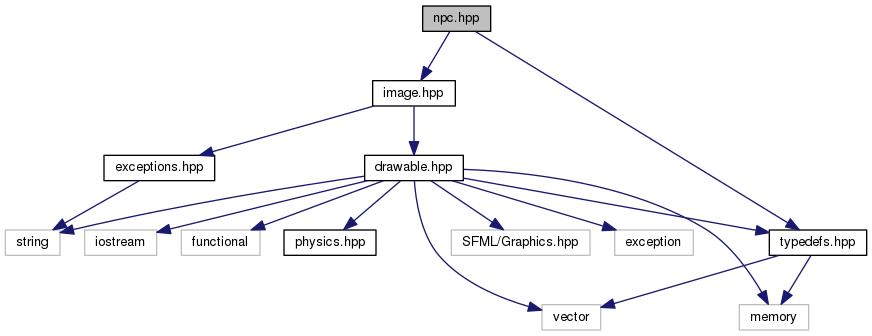 npc.hpp
image.hpp
exceptions.hpp
drawable.hpp
string
iostream
functional
physics.hpp
SFML/Graphics.hpp
exception
typedefs.hpp
vector
memory